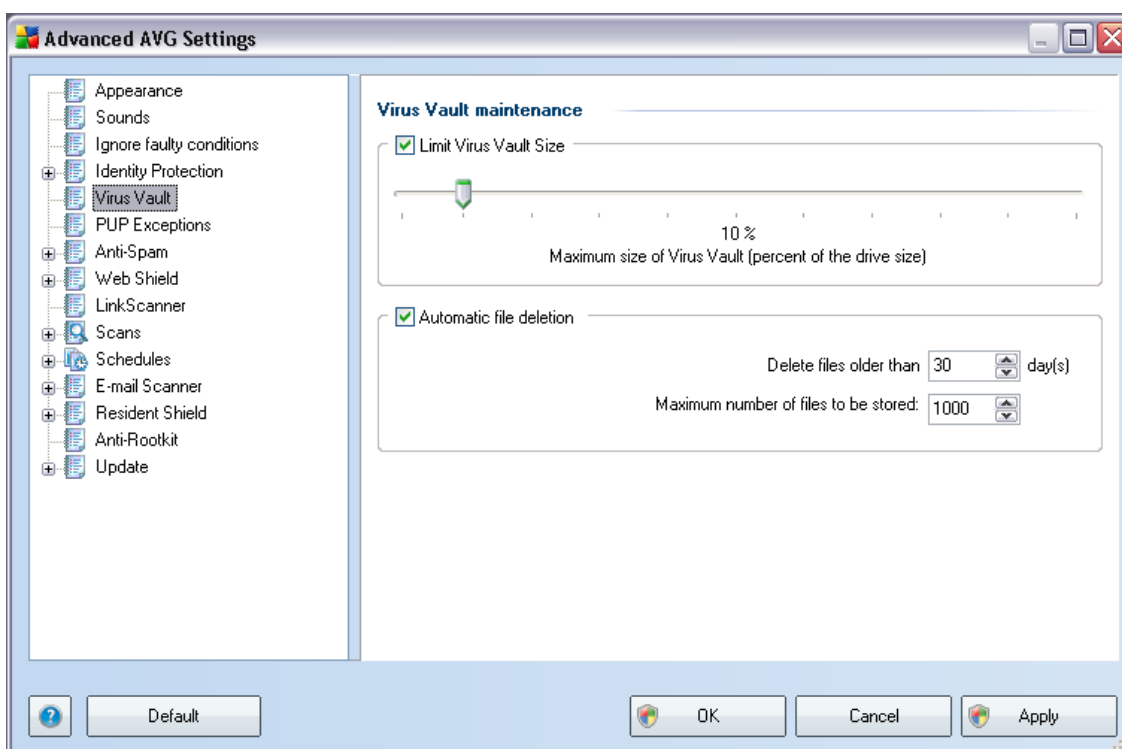 Advanced AVG Settings
Appearance
Sounds
Ignore faulty conditions
Identity Protection
Virus Vault
PUP Exceptions
Anti-Spam
Web Shield
LinkScanner
Scans
Schedules
E-mail Scanner
Resident Shield
Anti-Rootkit
Update
Virus Vault maintenance
Limit Virus Vault Size
10 %
Maximum size of Virus Vault (percent of the drive size)
Automatic file deletion
Delete files older than 30 day(s)
Maximum number of files to be stored: 1000
? Default OK Cancel Apply